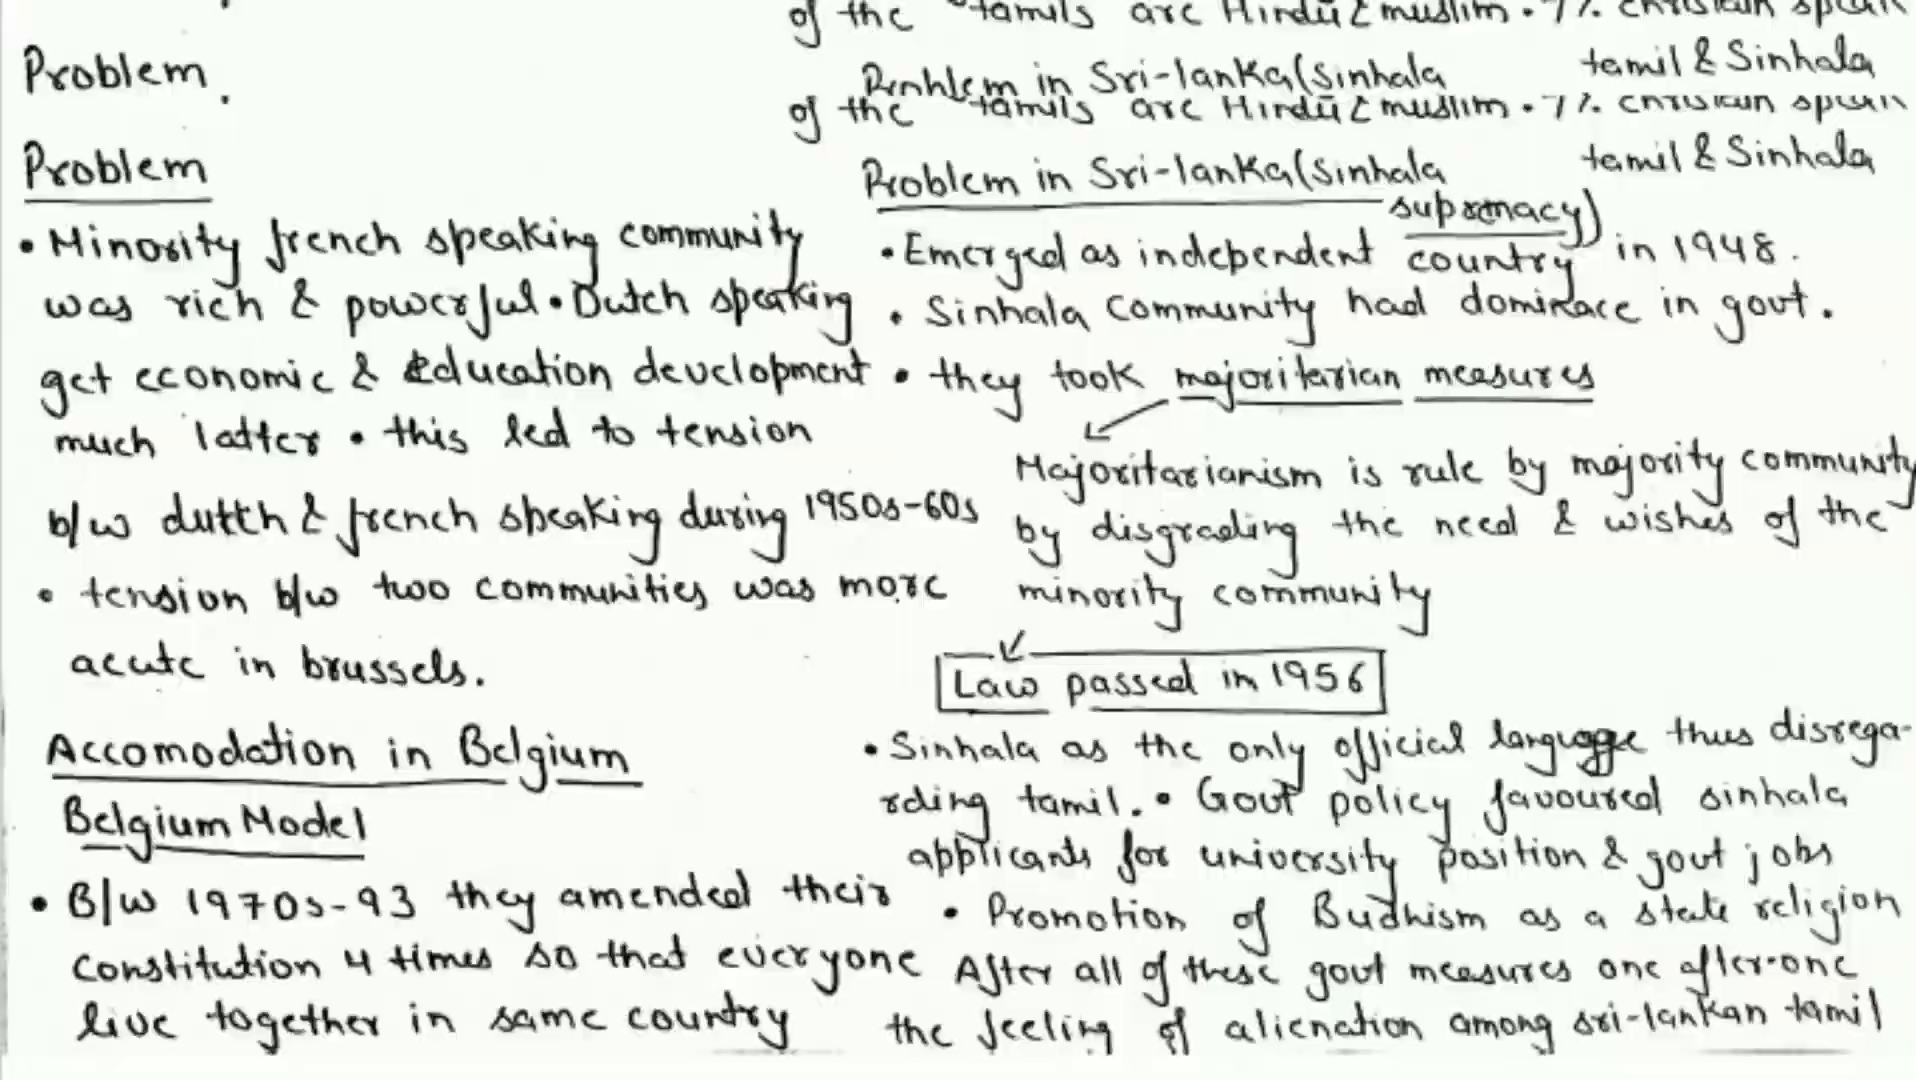 of the tamils are Hindu & muslim. 7%. christian speak
Problem.
Problem in Sri-lanka(Sinhala
tamil & Sinhala
of the tamils are Hindu & muslim. 7%. christian speak
Problem
Problem in Sri-lanka(Sinhala
tamil & Sinhala
supremacy)
• Minority french speaking community
was rich & powerful • Dutch speaking
get economic & education development
much latter • this led to tension
b/w dutch & french speaking during 1950s-60s
• tension b/w two communities was more
acute in brussels.
Accomodation in Belgium
Belgium Model
• B/w 1970s-93 they amended their
constitution 4 times so that everyone
live together in same country
• Emerged as independent country in 1948.
• Sinhala Community had dominace in govt.
• they took majoritarian measures
Majoritarianism is rule by majority community
by disgrading the need & wishes of the
minority community
Law passed in 1956
• Sinhala as the only official language thus disrega-
rding tamil. • Govt policy favoured sinhala
applicants for university position & govt jobs
• Promotion of Budhism as a state religion
After all of these govt measures one after-one
the feeling of alienation among sri-lankan tamil